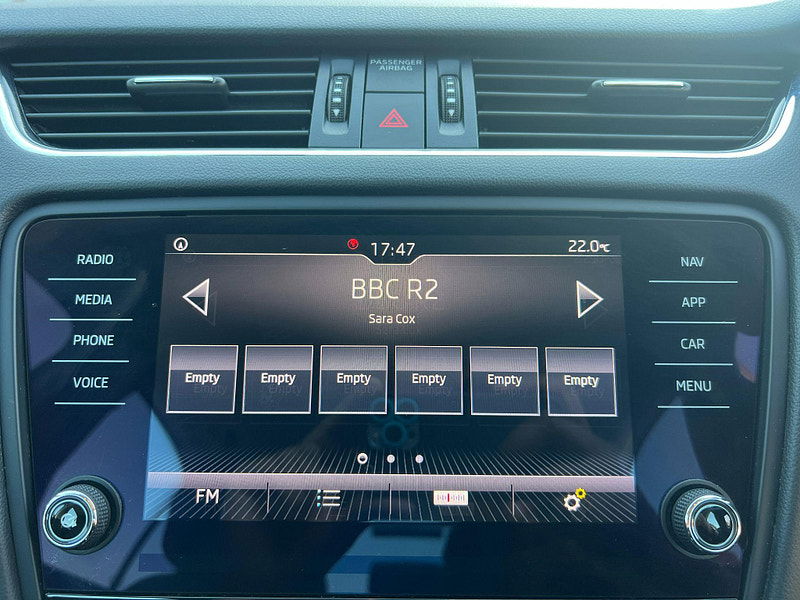 PASSENGER
AIRBAG
RADIO
MEDIA
PHONE
VOICE
17:47
22.0°C
BBC R2
Sara Cox
Empty Empty Empty Empty Empty Empty
FM
NAV
APP
CAR
MENU